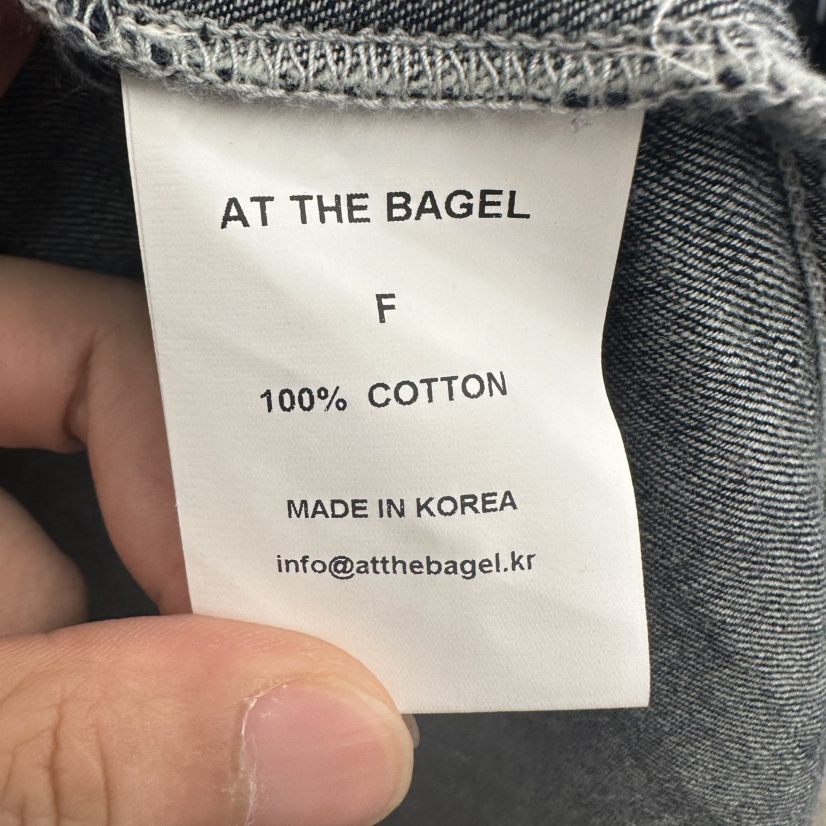 AT THE BAGEL
F
100% COTTON
MADE IN KOREA
info@atthebagel.kr